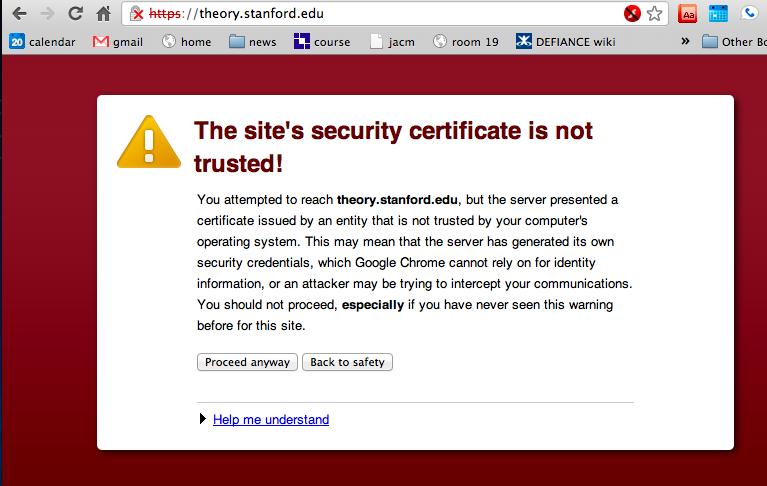 https://theory.stanford.edu
Aa
20 calendar gmail home news course jacm room 19 DEFIANCE wiki » Other Bo
The site's security certificate is not
trusted!
You attempted to reach theory.stanford.edu, but the server presented a
certificate issued by an entity that is not trusted by your computer's
operating system. This may mean that the server has generated its own
security credentials, which Google Chrome cannot rely on for identity
information, or an attacker may be trying to intercept your communications.
You should not proceed, especially if you have never seen this warning
before for this site.
Proceed anyway Back to safety
Help me understand